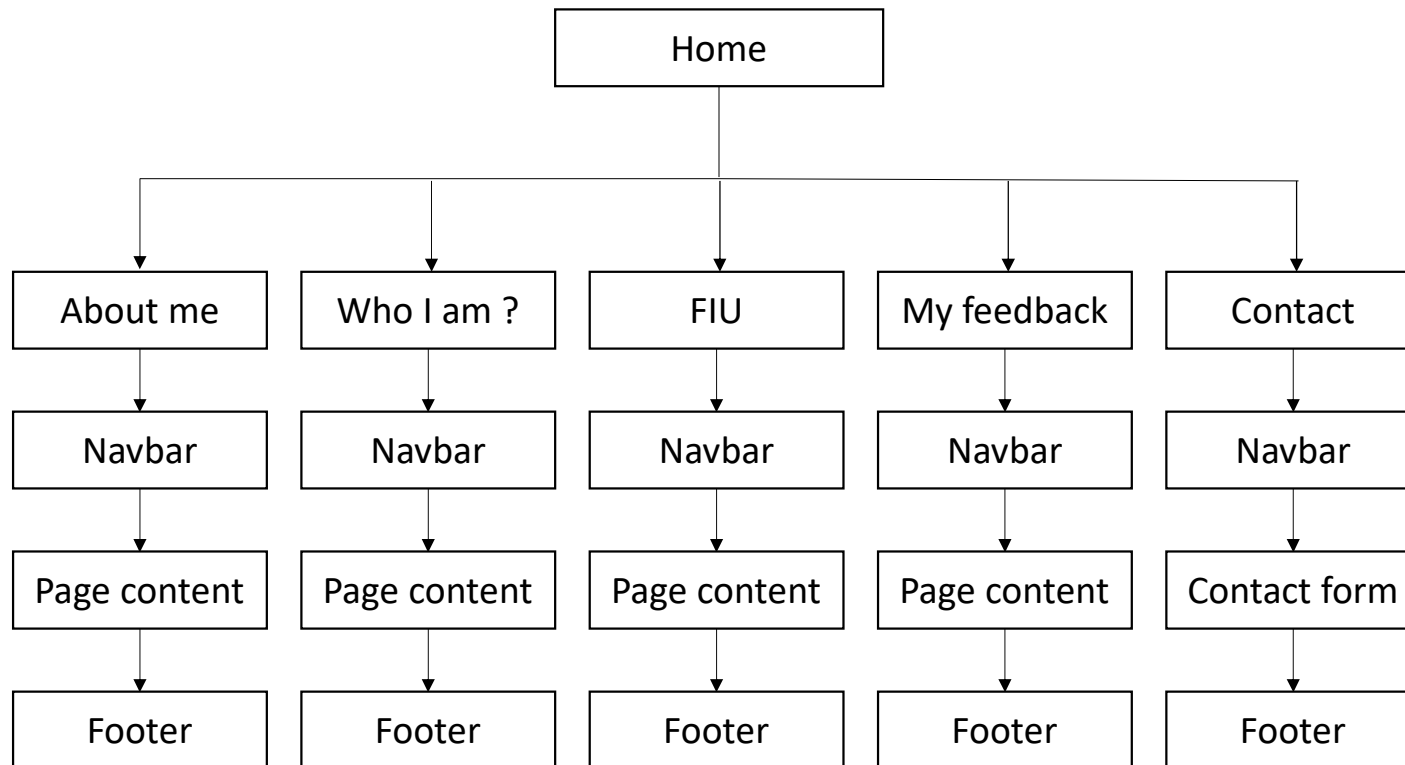 Home
About me
Who I am ?
FIU
My feedback
Contact
Navbar
Navbar
Navbar
Navbar
Navbar
Page content
Page content
Page content
Page content
Contact form
Footer
Footer
Footer
Footer
Footer